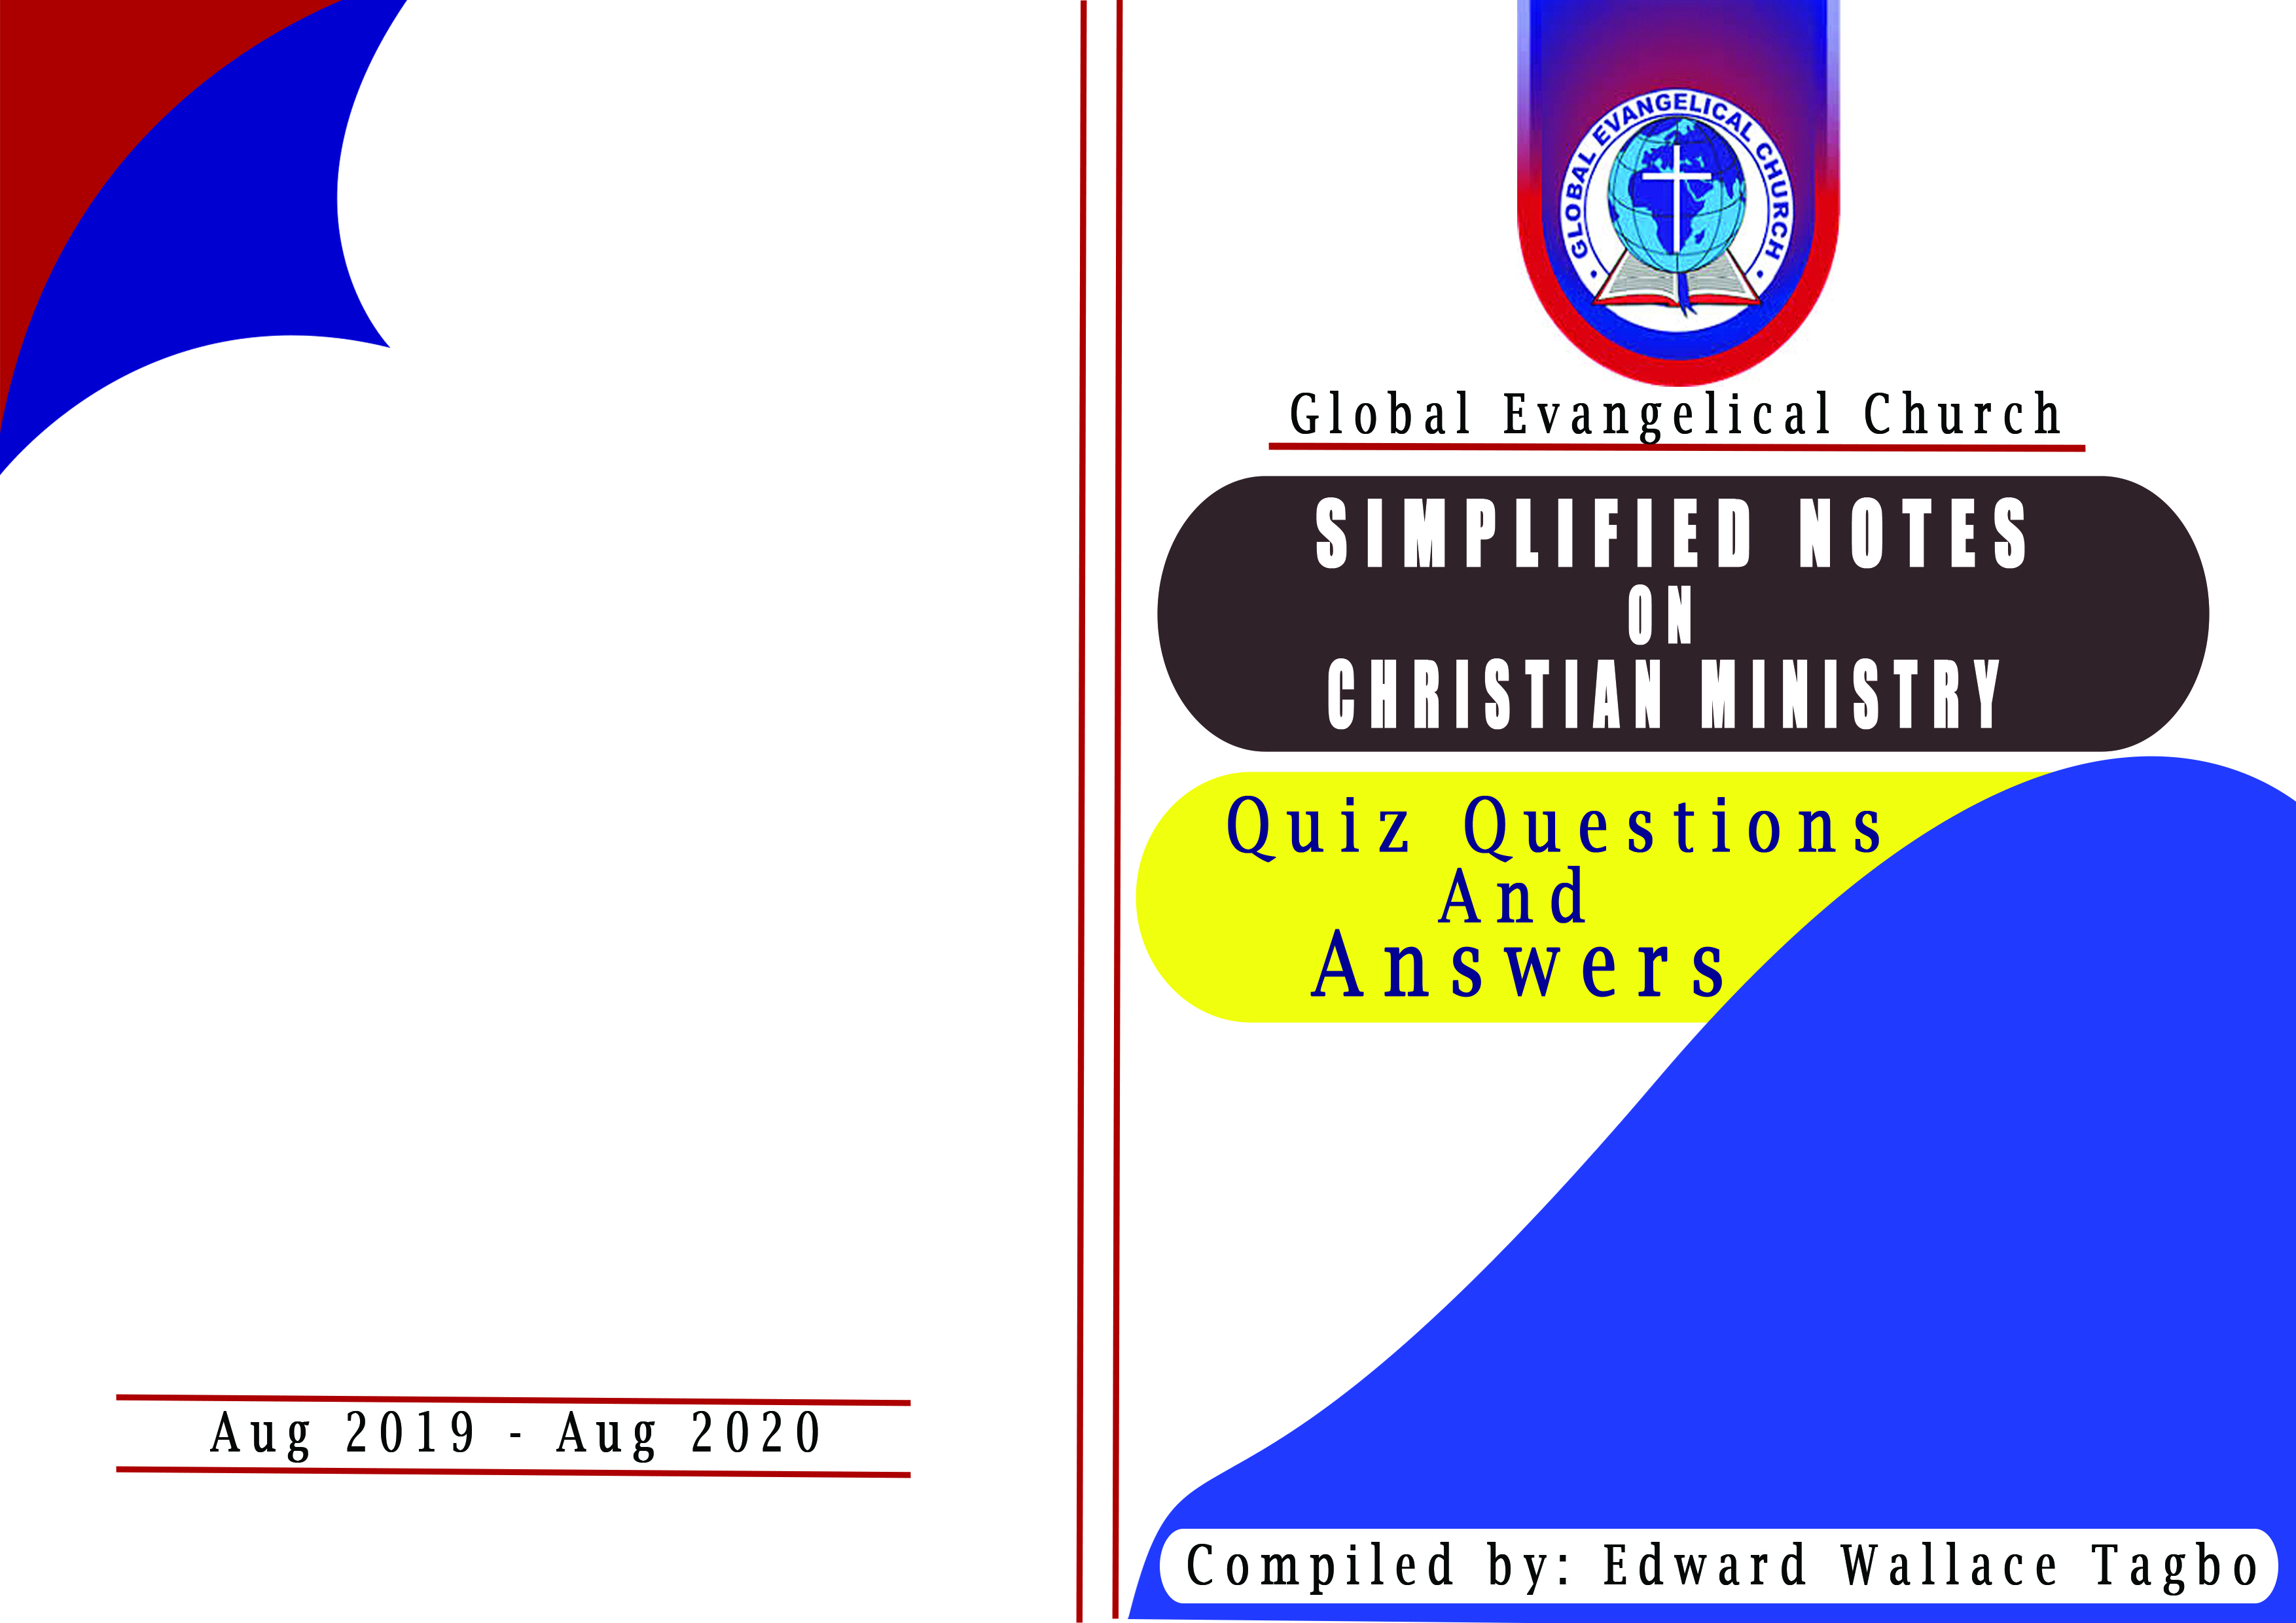 GLOBAL EVANGELICAL CHURCH
Global Evangelical Church
SIMPLIFIED NOTES
ON
CHRISTIAN MINISTRY
Quiz Questions
And
Answers
Aug 2019 - Aug 2020
Compiled by: Edward Wallace Tagbo